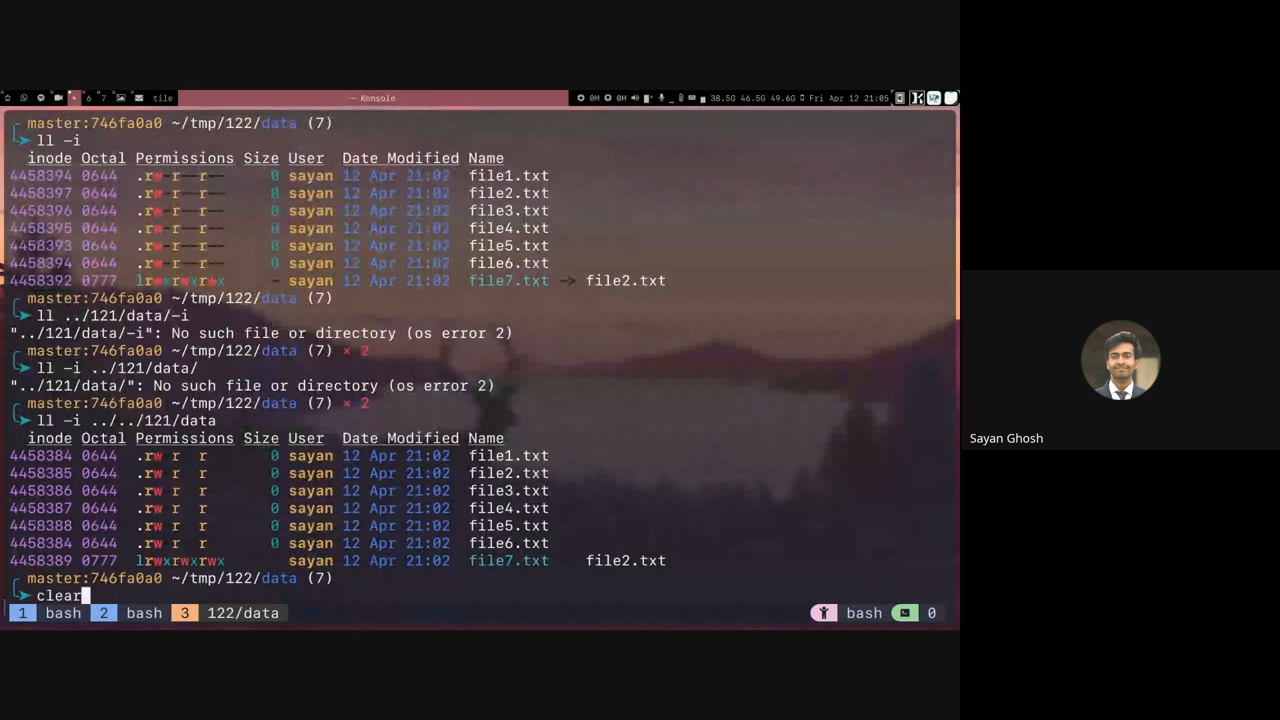 6 7 tile — Konsole 0M 0M 38.5G 46.5G 49.6G Fri Apr 12 21:05
master:746fa0a0 ~/tmp/122/data (7)
ll -i
inode Octal Permissions Size User Date Modified Name
4458394 0644 .rw-r--r-- 0 sayan 12 Apr 21:02 file1.txt
4458397 0644 .rw-r--r-- 0 sayan 12 Apr 21:02 file2.txt
4458396 0644 .rw-r--r-- 0 sayan 12 Apr 21:02 file3.txt
4458395 0644 .rw-r--r-- 0 sayan 12 Apr 21:02 file4.txt
4458393 0644 .rw-r--r-- 0 sayan 12 Apr 21:02 file5.txt
4458394 0644 .rw-r--r-- 0 sayan 12 Apr 21:02 file6.txt
4458392 0777 lrwxrwxrwx - sayan 12 Apr 21:02 file7.txt -> file2.txt
master:746fa0a0 ~/tmp/122/data (7)
ll ../121/data/-i
"../121/data/-i": No such file or directory (os error 2)
master:746fa0a0 ~/tmp/122/data (7) × 2
ll -i ../121/data/
"../121/data/": No such file or directory (os error 2)
master:746fa0a0 ~/tmp/122/data (7) × 2
ll -i ../../121/data
inode Octal Permissions Size User Date Modified Name
4458384 0644 .rw r r 0 sayan 12 Apr 21:02 file1.txt
4458385 0644 .rw r r 0 sayan 12 Apr 21:02 file2.txt
4458386 0644 .rw r r 0 sayan 12 Apr 21:02 file3.txt
4458387 0644 .rw r r 0 sayan 12 Apr 21:02 file4.txt
4458388 0644 .rw r r 0 sayan 12 Apr 21:02 file5.txt
4458384 0644 .rw r r 0 sayan 12 Apr 21:02 file6.txt
4458389 0777 lrwxrwxrwx sayan 12 Apr 21:02 file7.txt file2.txt
master:746fa0a0 ~/tmp/122/data (7)
clear
1 bash 2 bash 3 122/data bash 0
Sayan Ghosh